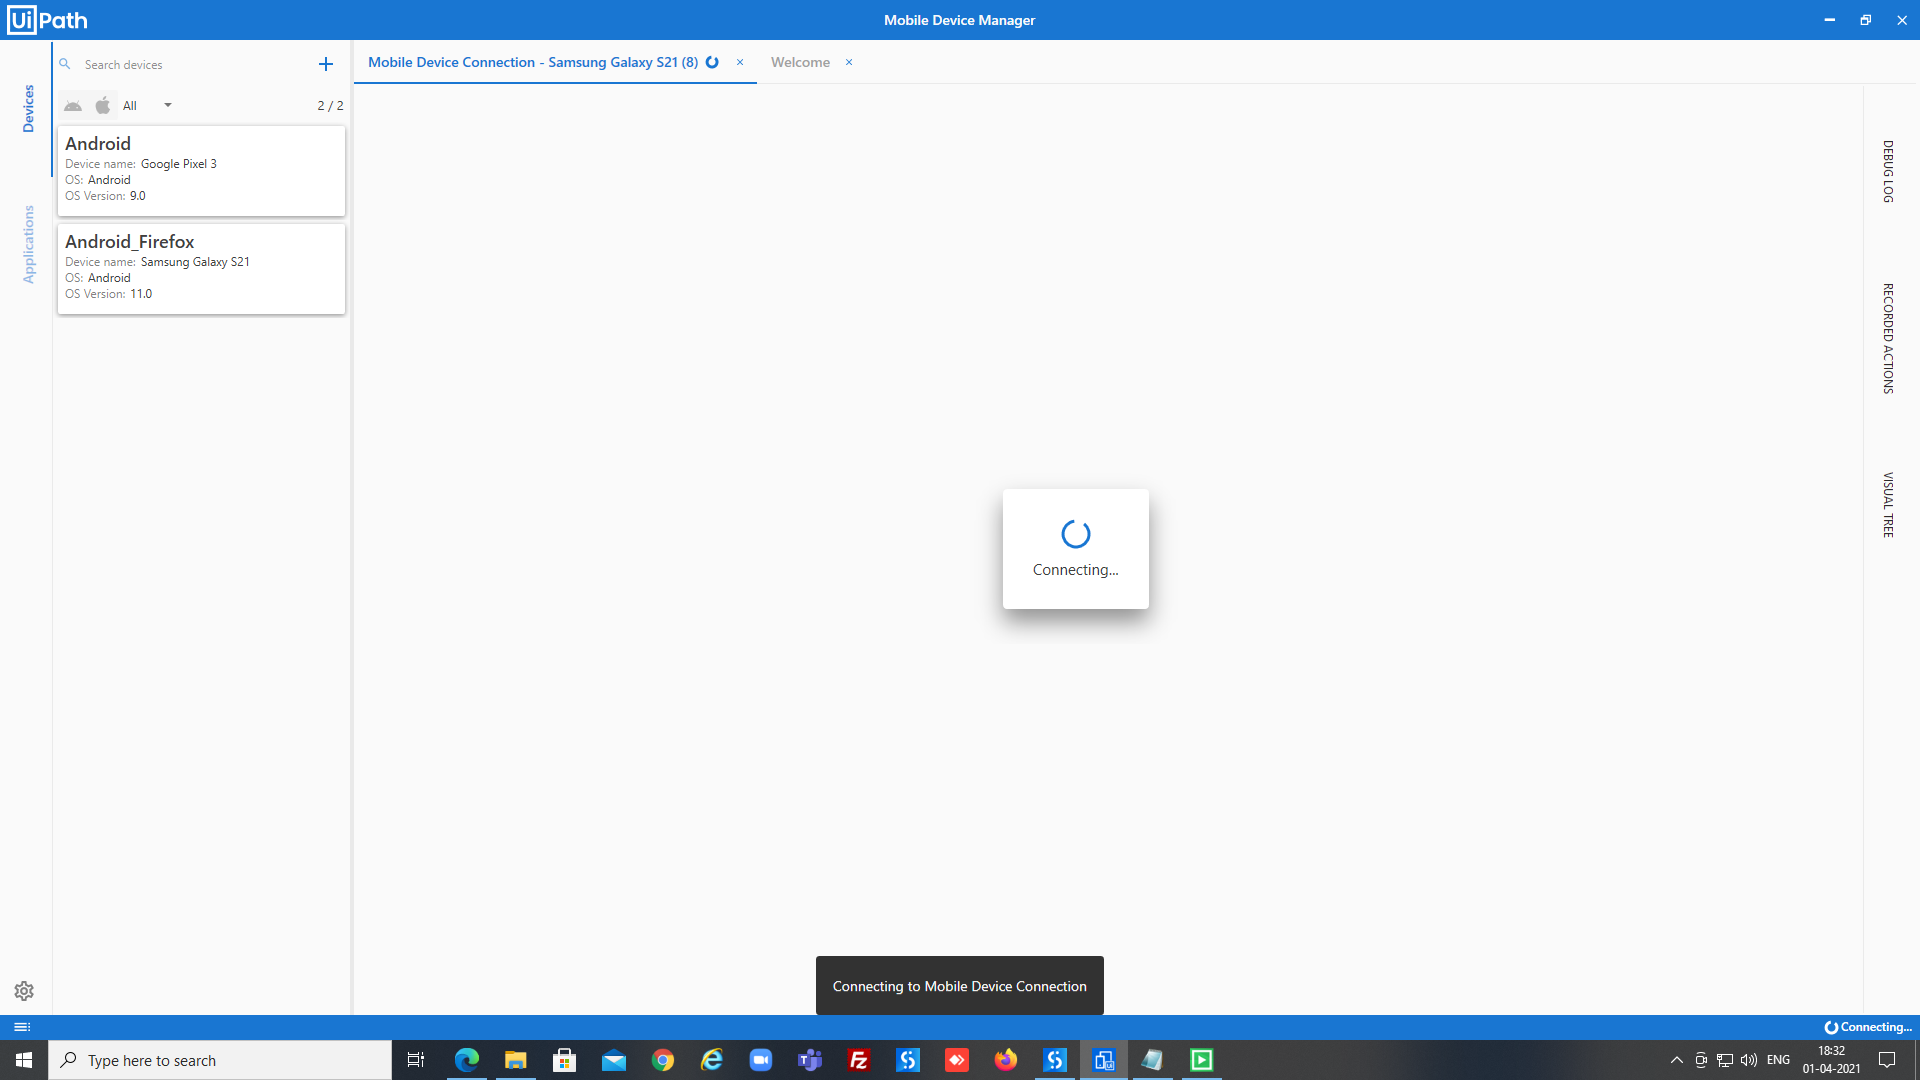 UiPath
Mobile Device Manager
Devices
Applications
Search devices
All
2 / 2
Android
Device name: Google Pixel 3
OS: Android
OS Version: 9.0
Android_Firefox
Device name: Samsung Galaxy S21
OS: Android
OS Version: 11.0
Mobile Device Connection - Samsung Galaxy S21 (8)
Welcome
Connecting...
Connecting to Mobile Device Connection
DEBUG LOG
RECORDED ACTIONS
VISUAL TREE
Connecting...
Type here to search
ENG
18:32
01-04-2021